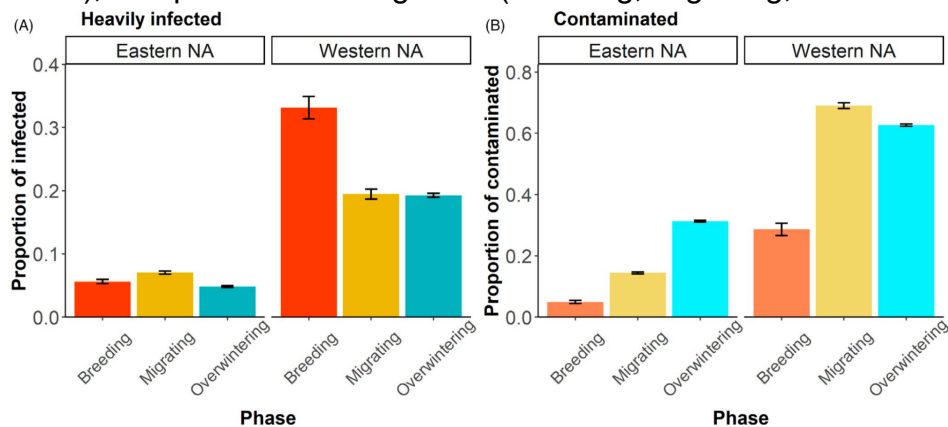 (A) Heavily infected
Eastern NA Western NA
0.4
0.3
0.2
0.1
0.0
Proportion of infected
Breeding Migrating Overwintering Breeding Migrating Overwintering
Phase
(B) Contaminated
Eastern NA Western NA
0.8
0.6
0.4
0.2
0.0
Proportion of contaminated
Breeding Migrating Overwintering Breeding Migrating Overwintering
Phase